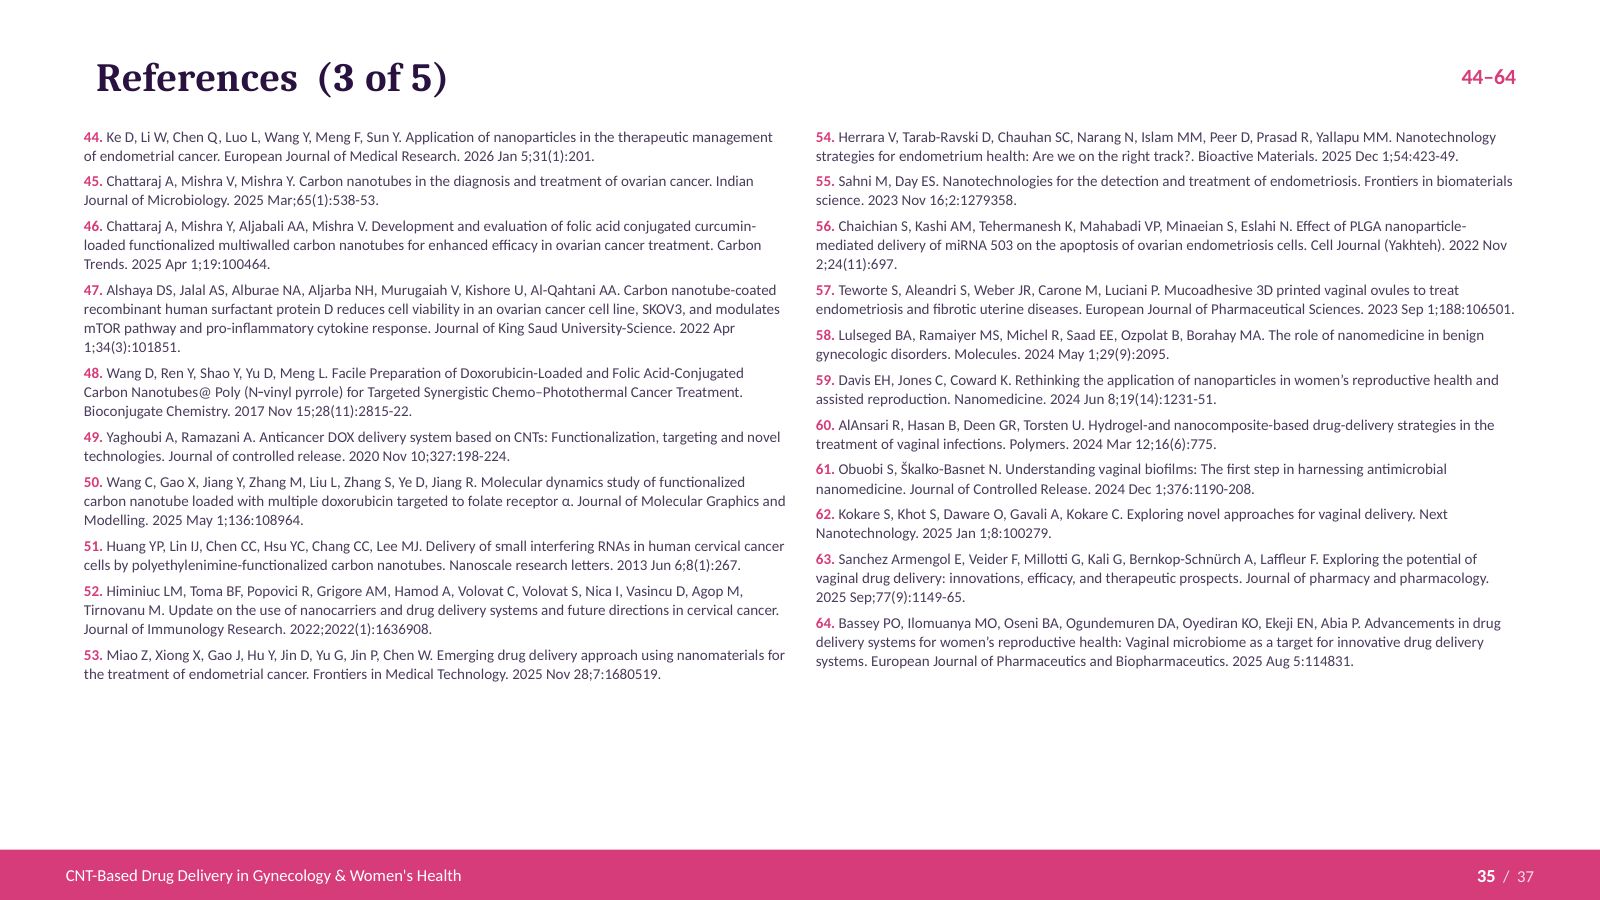 References (3 of 5)
44–64
44. Ke D, Li W, Chen Q, Luo L, Wang Y, Meng F, Sun Y. Application of nanoparticles in the therapeutic management
of endometrial cancer. European Journal of Medical Research. 2026 Jan 5;31(1):201.
45. Chattaraj A, Mishra V, Mishra Y. Carbon nanotubes in the diagnosis and treatment of ovarian cancer. Indian
Journal of Microbiology. 2025 Mar;65(1):538-53.
46. Chattaraj A, Mishra Y, Aljabali AA, Mishra V. Development and evaluation of folic acid conjugated curcumin-
loaded functionalized multiwalled carbon nanotubes for enhanced efficacy in ovarian cancer treatment. Carbon
Trends. 2025 Apr 1;19:100464.
47. Alshaya DS, Jalal AS, Alburae NA, Aljarba NH, Murugaiah V, Kishore U, Al-Qahtani AA. Carbon nanotube-coated
recombinant human surfactant protein D reduces cell viability in an ovarian cancer cell line, SKOV3, and modulates
mTOR pathway and pro-inflammatory cytokine response. Journal of King Saud University-Science. 2022 Apr
1;34(3):101851.
48. Wang D, Ren Y, Shao Y, Yu D, Meng L. Facile Preparation of Doxorubicin-Loaded and Folic Acid-Conjugated
Carbon Nanotubes@ Poly (N-vinyl pyrrole) for Targeted Synergistic Chemo–Photothermal Cancer Treatment.
Bioconjugate Chemistry. 2017 Nov 15;28(11):2815-22.
49. Yaghoubi A, Ramazani A. Anticancer DOX delivery system based on CNTs: Functionalization, targeting and novel
technologies. Journal of controlled release. 2020 Nov 10;327:198-224.
50. Wang C, Gao X, Jiang Y, Zhang M, Liu L, Zhang S, Ye D, Jiang R. Molecular dynamics study of functionalized
carbon nanotube loaded with multiple doxorubicin targeted to folate receptor α. Journal of Molecular Graphics and
Modelling. 2025 May 1;136:108964.
51. Huang YP, Lin IJ, Chen CC, Hsu YC, Chang CC, Lee MJ. Delivery of small interfering RNAs in human cervical cancer
cells by polyethylenimine-functionalized carbon nanotubes. Nanoscale research letters. 2013 Jun 6;8(1):267.
52. Himiniuc LM, Toma BF, Popovici R, Grigore AM, Hamod A, Volovat C, Volovat S, Nica I, Vasincu D, Agop M,
Tirnovanu M. Update on the use of nanocarriers and drug delivery systems and future directions in cervical cancer.
Journal of Immunology Research. 2022;2022(1):1636908.
53. Miao Z, Xiong X, Gao J, Hu Y, Jin D, Yu G, Jin P, Chen W. Emerging drug delivery approach using nanomaterials for
the treatment of endometrial cancer. Frontiers in Medical Technology. 2025 Nov 28;7:1680519.
54. Herrara V, Tarab-Ravski D, Chauhan SC, Narang N, Islam MM, Peer D, Prasad R, Yallapu MM. Nanotechnology
strategies for endometrium health: Are we on the right track?. Bioactive Materials. 2025 Dec 1;54:423-49.
55. Sahni M, Day ES. Nanotechnologies for the detection and treatment of endometriosis. Frontiers in biomaterials
science. 2023 Nov 16;2:1279358.
56. Chaichian S, Kashi AM, Tehermanesh K, Mahabadi VP, Minaeian S, Eslahi N. Effect of PLGA nanoparticle-
mediated delivery of miRNA 503 on the apoptosis of ovarian endometriosis cells. Cell Journal (Yakhteh). 2022 Nov
2;24(11):697.
57. Teworte S, Aleandri S, Weber JR, Carone M, Luciani P. Mucoadhesive 3D printed vaginal ovules to treat
endometriosis and fibrotic uterine diseases. European Journal of Pharmaceutical Sciences. 2023 Sep 1;188:106501.
58. Lulseged BA, Ramaiyer MS, Michel R, Saad EE, Ozpolat B, Borahay MA. The role of nanomedicine in benign
gynecologic disorders. Molecules. 2024 May 1;29(9):2095.
59. Davis EH, Jones C, Coward K. Rethinking the application of nanoparticles in women’s reproductive health and
assisted reproduction. Nanomedicine. 2024 Jun 8;19(14):1231-51.
60. AlAnsari R, Hasan B, Deen GR, Torsten U. Hydrogel-and nanocomposite-based drug-delivery strategies in the
treatment of vaginal infections. Polymers. 2024 Mar 12;16(6):775.
61. Obuobi S, Škalko-Basnet N. Understanding vaginal biofilms: The first step in harnessing antimicrobial
nanomedicine. Journal of Controlled Release. 2024 Dec 1;376:1190-208.
62. Kokare S, Khot S, Daware O, Gavali A, Kokare C. Exploring novel approaches for vaginal delivery. Next
Nanotechnology. 2025 Jan 1;8:100279.
63. Sanchez Armengol E, Veider F, Millotti G, Kali G, Bernkop-Schnürch A, Laffleur F. Exploring the potential of
vaginal drug delivery: innovations, efficacy, and therapeutic prospects. Journal of pharmacy and pharmacology.
2025 Sep;77(9):1149-65.
64. Bassey PO, Ilomuanya MO, Oseni BA, Ogundemuren DA, Oyediran KO, Ekeji EN, Abia P. Advancements in drug
delivery systems for women’s reproductive health: Vaginal microbiome as a target for innovative drug delivery
systems. European Journal of Pharmaceutics and Biopharmaceutics. 2025 Aug 5:114831.
CNT-Based Drug Delivery in Gynecology & Women's Health
35 / 37